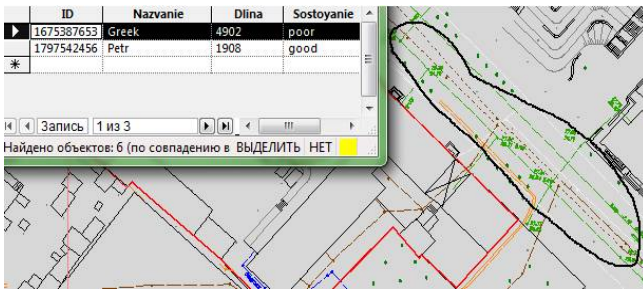 ID Nazvanie Dlina Sostoyanie
1675387653 Greek 4902 poor
1797542456 Petr 1908 good
Запись 1 из 3
Найдено объектов: 6 (по совпадению в ВЫДЕЛИТЬ НЕТ